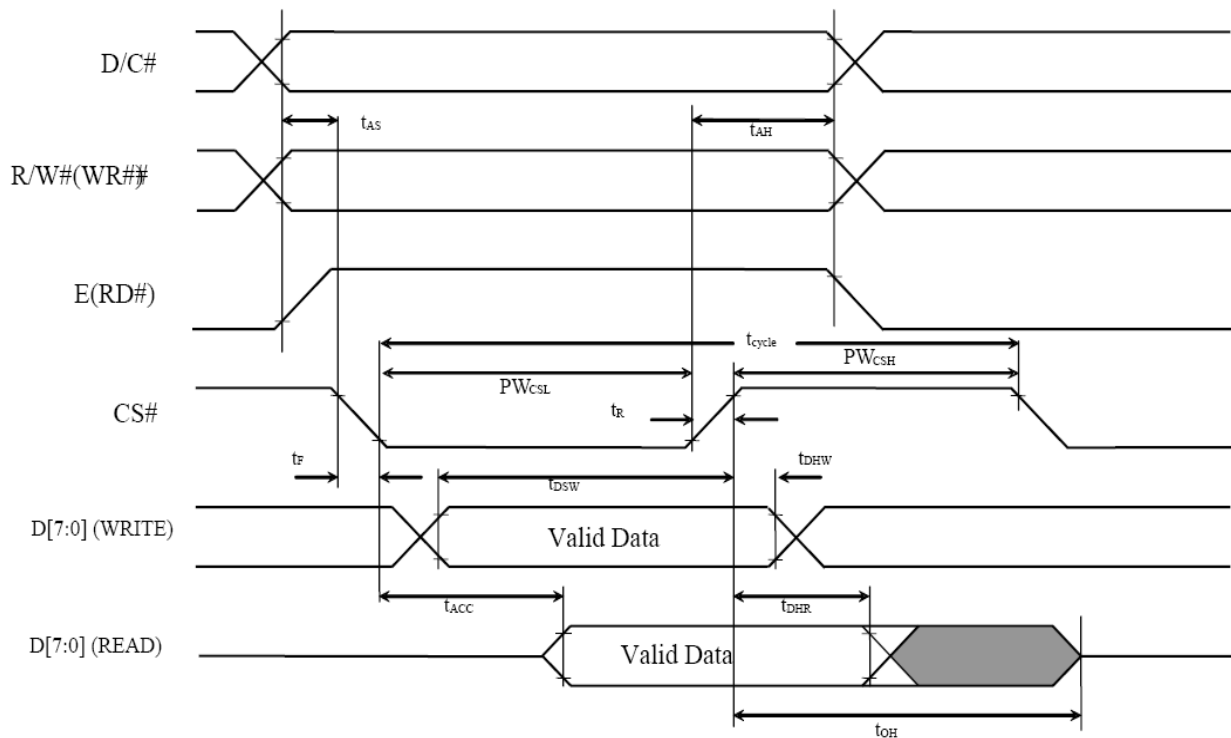 D/C#
tAS
tAH
R/W#(WR##)
E(RD#)
tcycle
PWCSL
PWCSH
CS#
tR
tF
tDSW
tDHW
D[7:0] (WRITE)
Valid Data
tACC
tDHR
D[7:0] (READ)
Valid Data
tOH